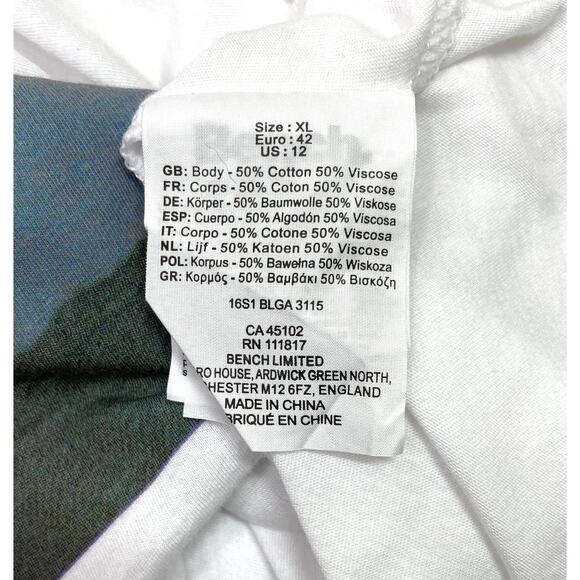 Size : XL
Euro : 42
US : 12
GB: Body - 50% Cotton 50% Viscose
FR: Corps - 50% Coton 50% Viscose
DE: Körper - 50% Baumwolle 50% Viskose
ESP: Cuerpo - 50% Algodón 50% Viscosa
IT: Corpo - 50% Cotone 50% Viscosa
NL: Lijf - 50% Katoen 50% Viscose
POL: Korpus - 50% Bawełna 50% Wiskoza
GR: Κορμός - 50% Βαμβάκι 50% Βισκόζη
16S1 BLGA 3115
CA 45102
RN 111817
BENCH LIMITED
RO HOUSE, ARDWICK GREEN NORTH,
CHESTER M12 6FZ, ENGLAND
MADE IN CHINA
BRIQUÉ EN CHINE